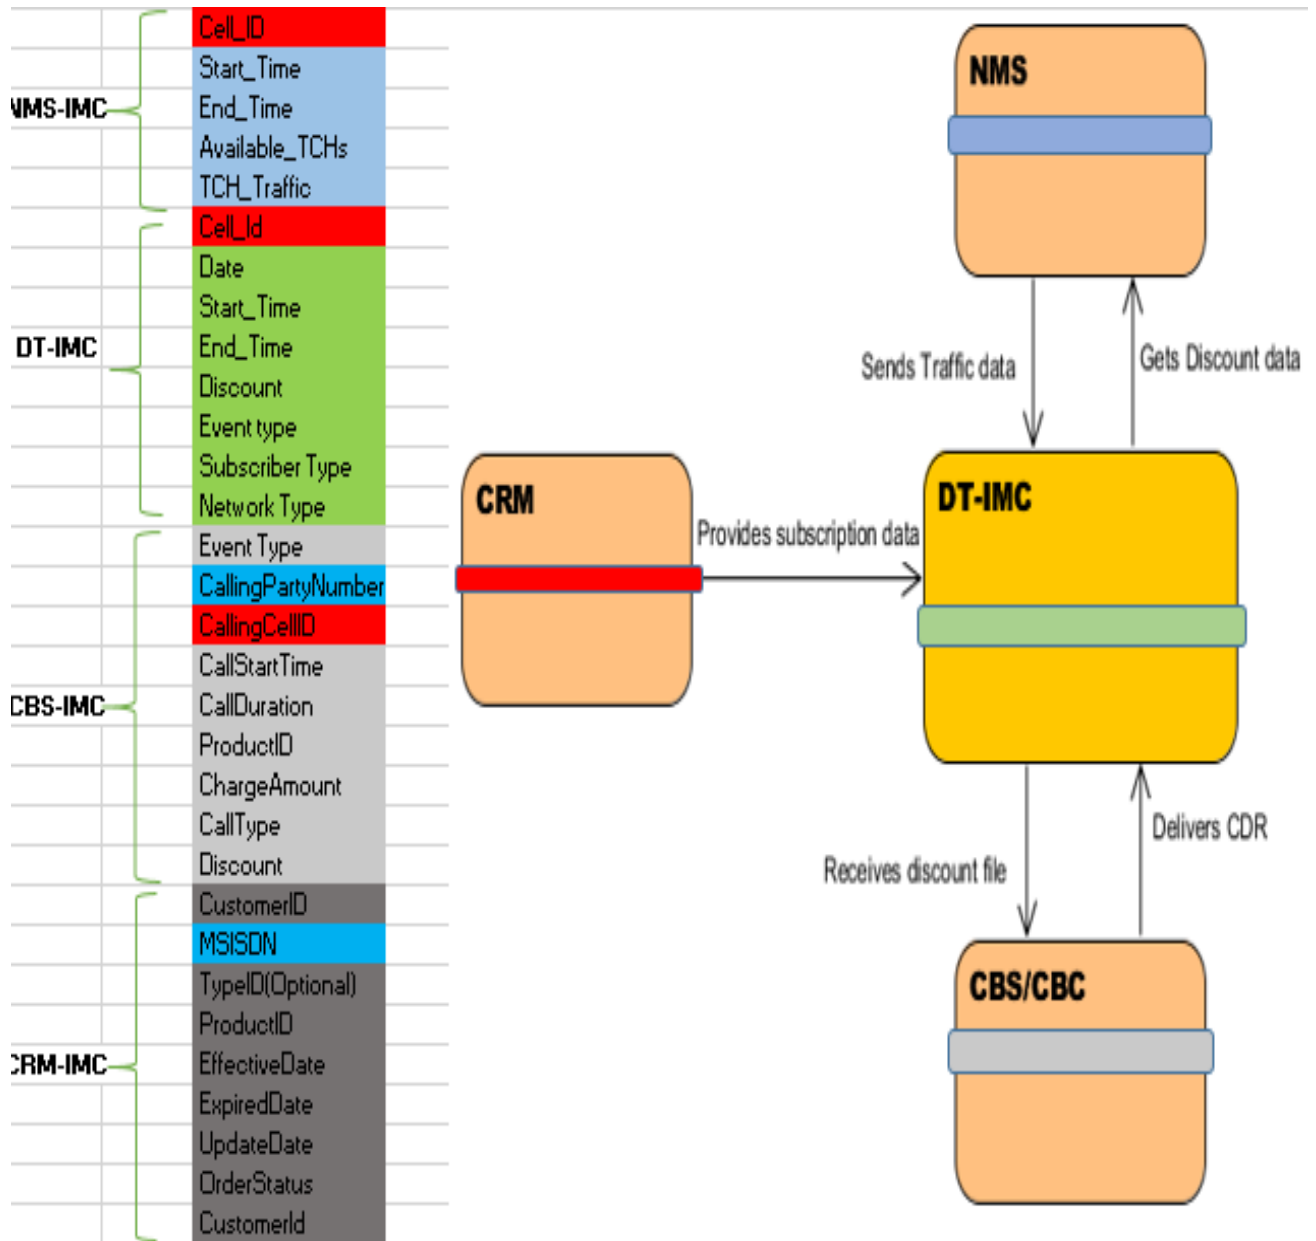 Cell_ID
Start_Time
End_Time
Available_TCHs
TCH_Traffic
NMS-IMC
Cell_Id
Date
Start_Time
End_Time
Discount
Event type
Subscriber Type
Network Type
DT-IMC
Event Type
CallingPartyNumber
CallingCellID
CallStartTime
CallDuration
ProductID
ChargeAmount
CallType
Discount
CBS-IMC
CustomerID
MSISDN
TypeID(Optional)
ProductID
EffectiveDate
ExpiredDate
UpdateDate
OrderStatus
CustomerId
CRM-IMC
NMS
Sends Traffic data
Gets Discount data
CRM
Provides subscription data
DT-IMC
Receives discount file
Delivers CDR
CBS/CBC